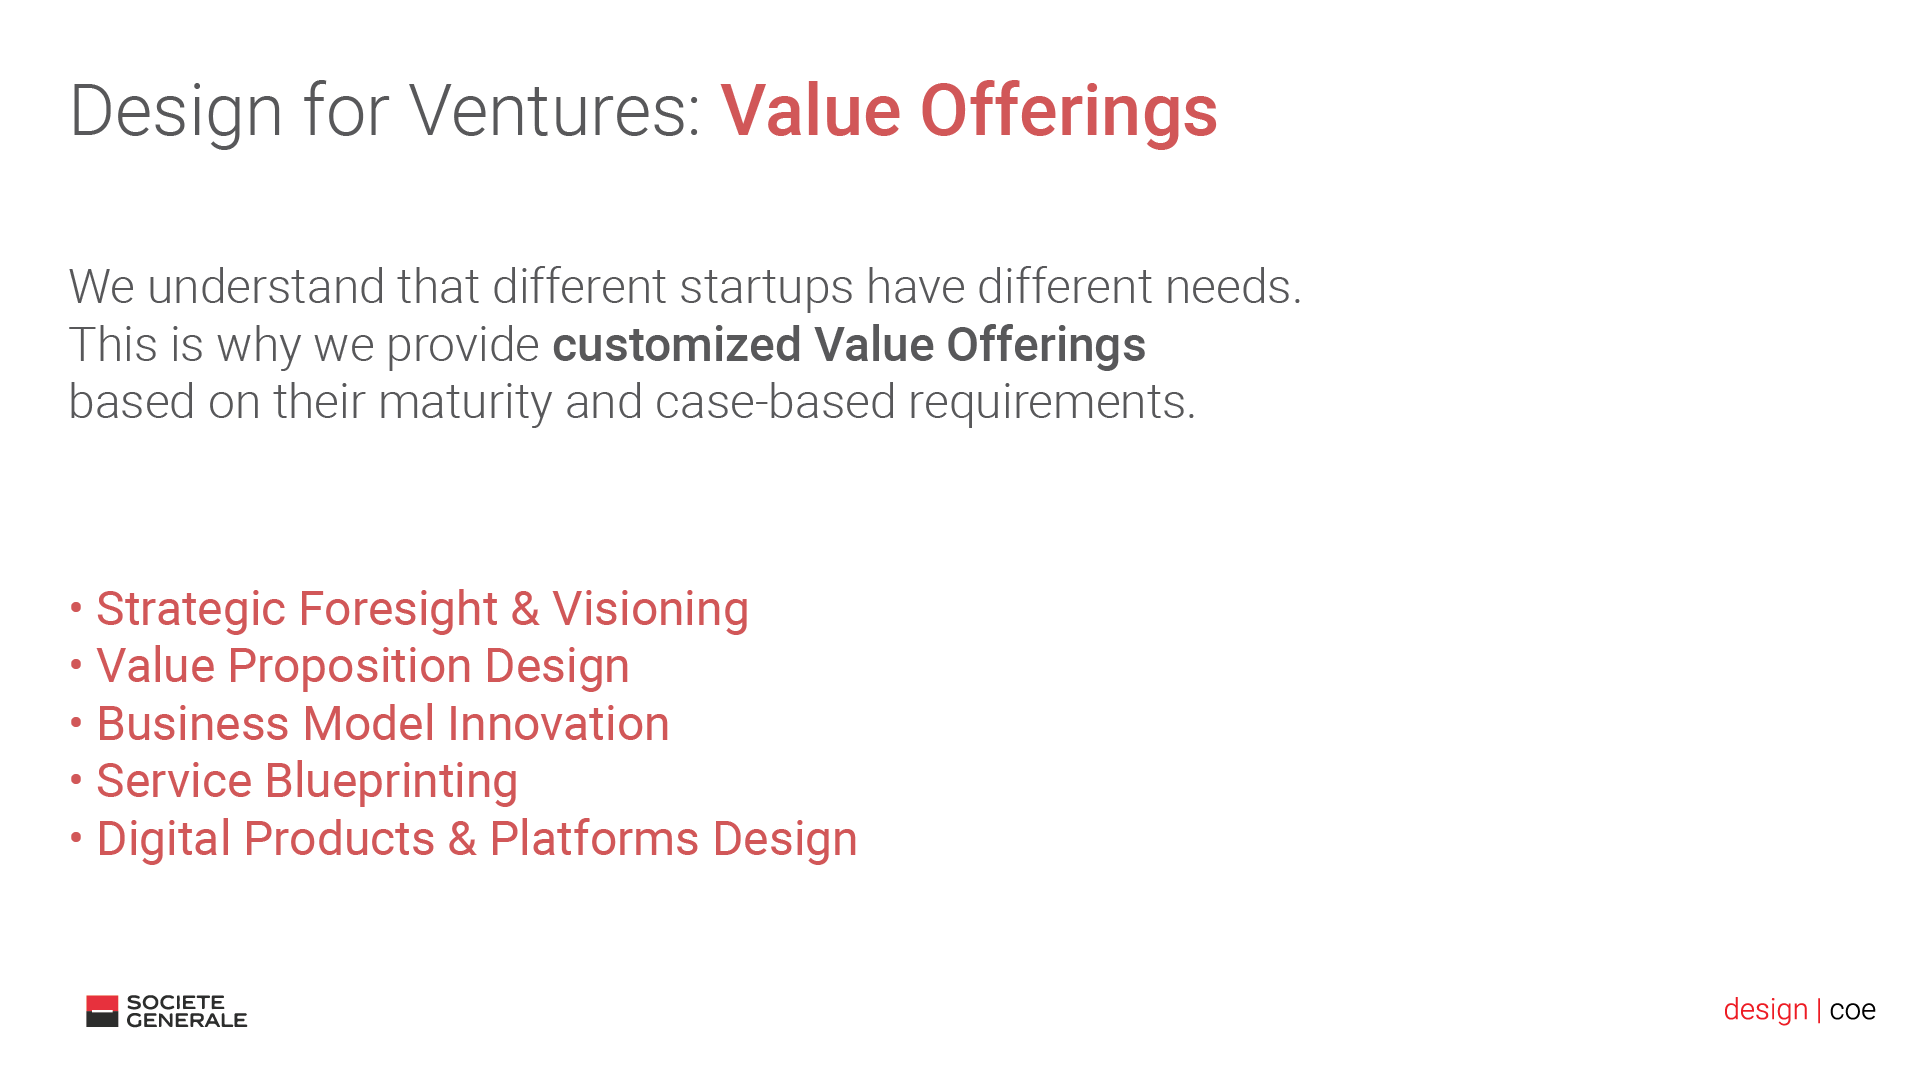 Design for Ventures: Value Offerings
We understand that different startups have different needs.
This is why we provide customized Value Offerings
based on their maturity and case-based requirements.
• Strategic Foresight & Visioning
• Value Proposition Design
• Business Model Innovation
• Service Blueprinting
• Digital Products & Platforms Design
SOCIETE
GENERALE
design | coe